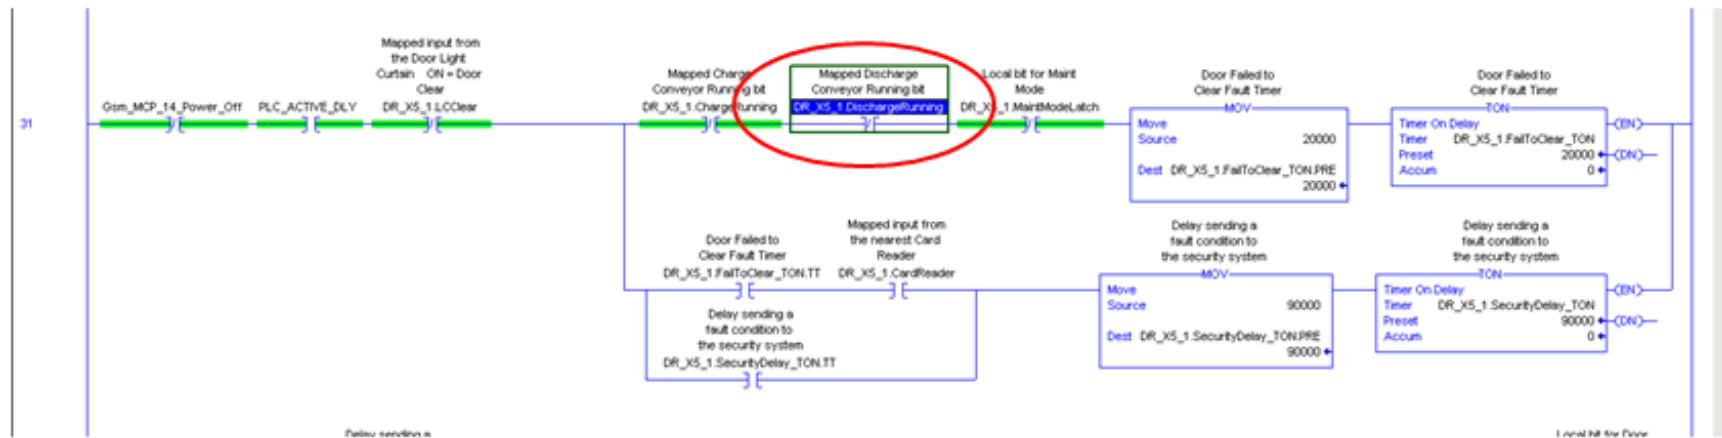 31
Gsm_MCP_14_Power_Off
PLC_ACTIVE_DLY
Mapped input from
the Door Light
Curtain ON = Door
Clear
DR_X5_1.LCClear
Mapped Charge
Conveyor Running bit
DR_X5_1.ChargeRunning
Mapped Discharge
Conveyor Running bit
DR_X5_1.DischargeRunning
Local bit for Maint
Mode
DR_X5_1.MaintModeLatch
Door Failed to
Clear Fault Timer
MOV
Move
Source 20000
Dest DR_X5_1.FailToClear_TON.PRE
20000
Door Failed to
Clear Fault Timer
TON
Timer On Delay
Timer DR_X5_1.FailToClear_TON
Preset 20000
Accum 0
(EN)
(DN)
Door Failed to
Clear Fault Timer
DR_X5_1.FailToClear_TON.TT
Mapped input from
the nearest Card
Reader
DR_X5_1.CardReader
Delay sending a
fault condition to
the security system
MOV
Move
Source 90000
Dest DR_X5_1.SecurityDelay_TON.PRE
90000
Delay sending a
fault condition to
the security system
TON
Timer On Delay
Timer DR_X5_1.SecurityDelay_TON
Preset 90000
Accum 0
(EN)
(DN)
Delay sending a
fault condition to
the security system
DR_X5_1.SecurityDelay_TON.TT
Delay sending a
Local bit for Door